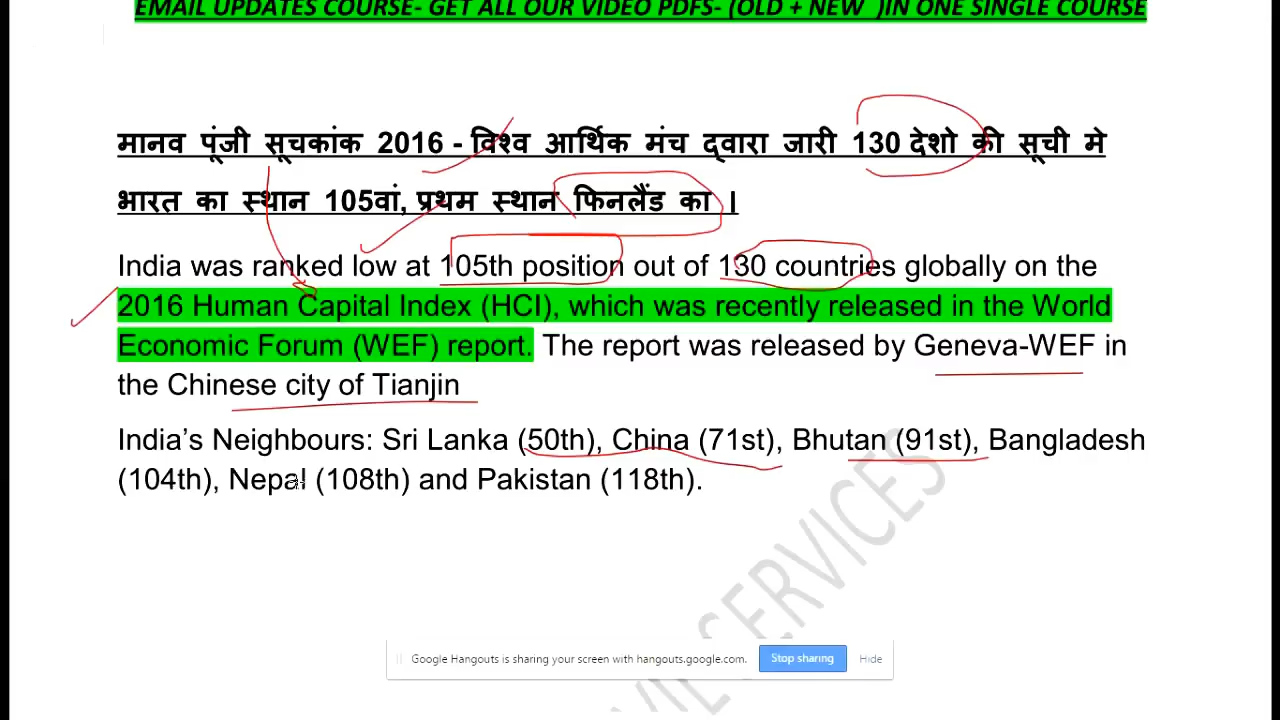 EMAIL UPDATES COURSE- GET ALL OUR VIDEO PDFS- (OLD + NEW )IN ONE SINGLE COURSE
मानव पूंजी सूचकांक 2016 - विश्व आर्थिक मंच द्वारा जारी 130 देशो की सूची मे
भारत का स्थान 105वां, प्रथम स्थान फिनलैंड का ।
India was ranked low at 105th position out of 130 countries globally on the
2016 Human Capital Index (HCI), which was recently released in the World
Economic Forum (WEF) report. The report was released by Geneva-WEF in
the Chinese city of Tianjin
India’s Neighbours: Sri Lanka (50th), China (71st), Bhutan (91st), Bangladesh
(104th), Nepal (108th) and Pakistan (118th).
SERVICES
Google Hangouts is sharing your screen with hangouts.google.com. Stop sharing Hide